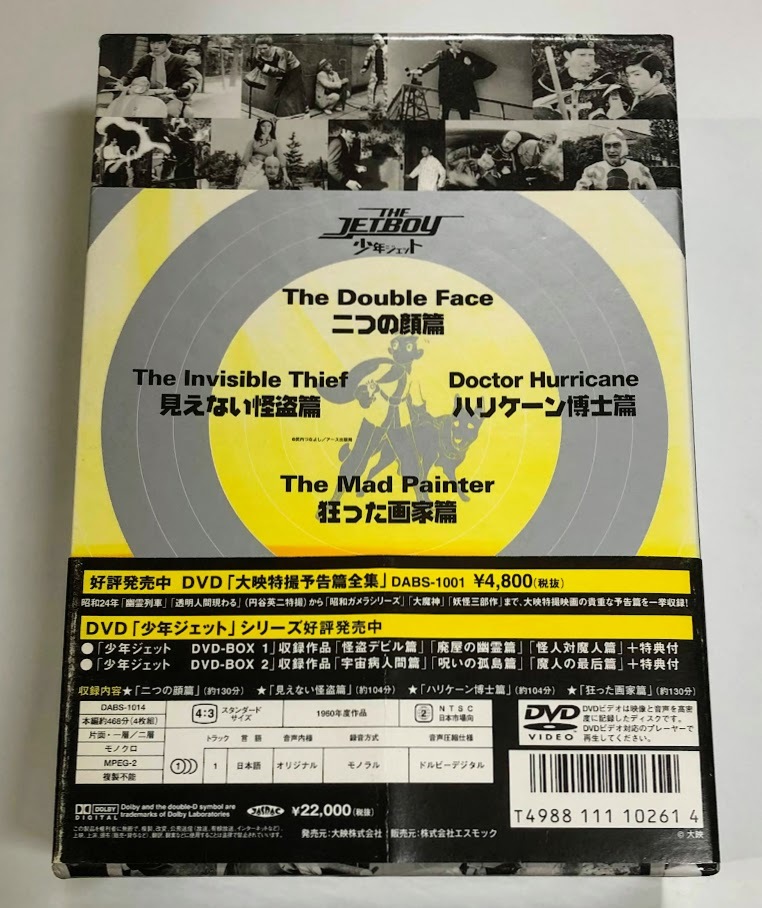 THE
JETBOY
少年ジェット
The Double Face
二つの顔篇
The Invisible Thief
見えない怪盗篇
Doctor Hurricane
ハリケーン博士篇
The Mad Painter
狂った画家篇
好評発売中 DVD「大映特撮予告篇全集」DABS-1001 ¥4,800(税抜)
昭和24年「幽霊列車」「透明人間現わる」(円谷英二特撮)から「昭和ガメラシリーズ」「大魔神」「妖怪三部作」まで、大映特撮映画の貴重な予告篇を一挙収録!
DVD「少年ジェット」シリーズ好評発売中
●「少年ジェット DVD-BOX 1」収録作品「怪盗デビル篇」「廃屋の幽霊篇」「怪人対魔人篇」+特典付
●「少年ジェット DVD-BOX 2」収録作品「宇宙病人間篇」「呪いの孤島篇」「魔人の最后篇」+特典付
収録内容★「二つの顔篇」(約130分) ★「見えない怪盗篇」(約104分) ★「ハリケーン博士篇」(約104分) ★「狂った画家篇」(約130分)
DABS-1014
本編約468分(4枚組)
片面・一層/二層
モノクロ
MPEG-2
複製不能
4:3 スタンダードサイズ
1960年度作品
2 NTSC 日本市場向
トラック 言語 音声内種 録音方式 音声圧縮仕様
1 日本語 オリジナル モノラル ドルビーデジタル
DVD
VIDEO
DVDビデオは映像と音声を高密度に記録したディスクです。DVDビデオ対応のプレーヤーで再生してください。
DOLBY
DIGITAL
Dolby and the double-D symbol are trademarks of Dolby Laboratories
¥22,000(税抜)
発売元:大映株式会社 販売元:株式会社エスモック
T4988 111 10261 4
©大映